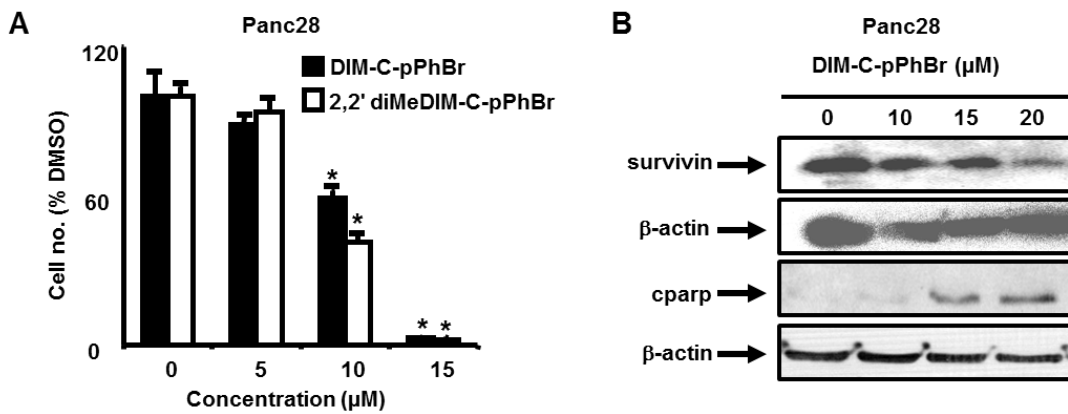 A
Panc28
120
60
0
Cell no. (% DMSO)
DIM-C-pPhBr
2,2' diMeDIM-C-pPhBr
*
*
* *
0 5 10 15
Concentration (µM)
B
Panc28
DIM-C-pPhBr (µM)
0 10 15 20
survivin
β-actin
cparp
β-actin